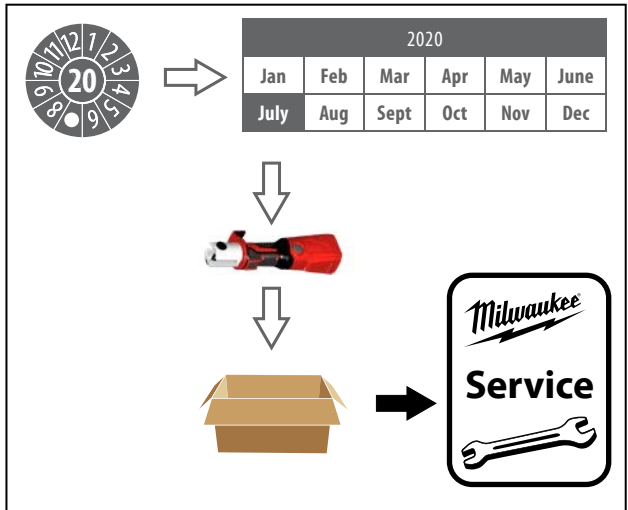 12 1 2 3 4 5 6 8 9 10 11
20
2020
Jan Feb Mar Apr May June
July Aug Sept Oct Nov Dec
Milwaukee
Service